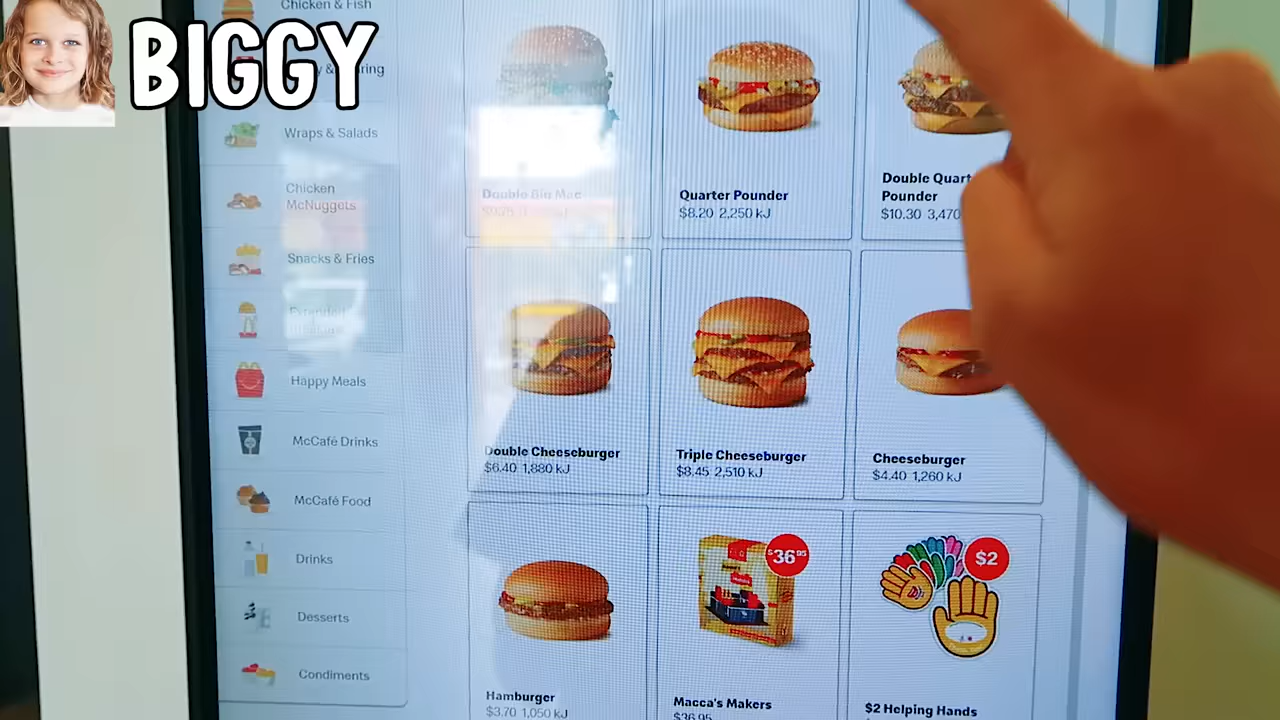 BIGGY
Chicken & Fish
Wraps & Salads
Chicken
McNuggets
Snacks & Fries
Happy Meals
McCafé Drinks
McCafé Food
Drinks
Desserts
Condiments
Double Big Mac
Quarter Pounder
$8.20 2,250 kJ
Double Quart
Pounder
$10.30 3,470
Double Cheeseburger
$6.40 1,880 kJ
Triple Cheeseburger
$8.45 2,510 kJ
Cheeseburger
$4.40 1,260 kJ
Hamburger
$3.70 1,050 kJ
$36.95
Macca's Makers
$36.95
$2
$2 Helping Hands